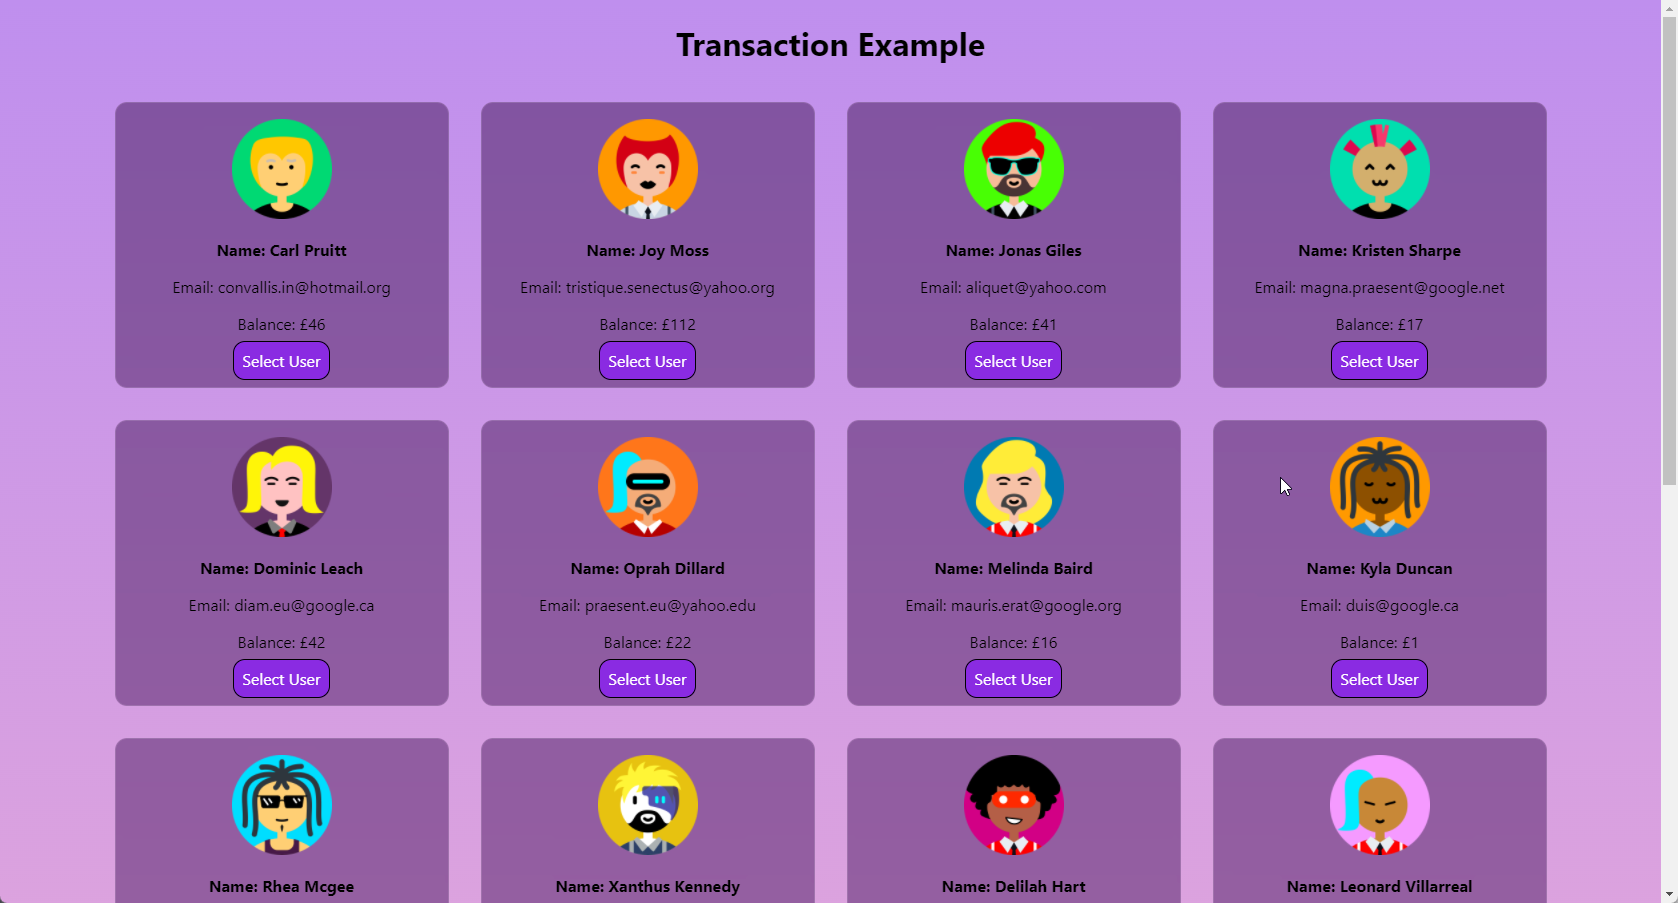 Transaction Example
Name: Carl Pruitt
Email: convallis.in@hotmail.org
Balance: £46
Select User
Name: Joy Moss
Email: tristique.senectus@yahoo.org
Balance: £112
Select User
Name: Jonas Giles
Email: aliquet@yahoo.com
Balance: £41
Select User
Name: Kristen Sharpe
Email: magna.praesent@google.net
Balance: £17
Select User
Name: Dominic Leach
Email: diam.eu@google.ca
Balance: £42
Select User
Name: Oprah Dillard
Email: praesent.eu@yahoo.edu
Balance: £22
Select User
Name: Melinda Baird
Email: mauris.erat@google.org
Balance: £16
Select User
Name: Kyla Duncan
Email: duis@google.ca
Balance: £1
Select User
Name: Rhea Mcgee
Name: Xanthus Kennedy
Name: Delilah Hart
Name: Leonard Villarreal